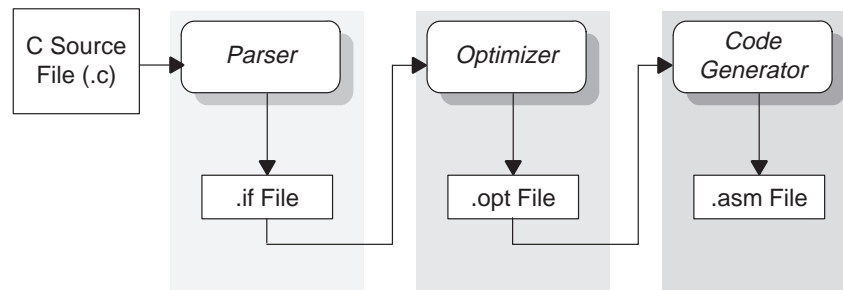 C Source
File (.c)
Parser
Optimizer
Code
Generator
.if File
.opt File
.asm File